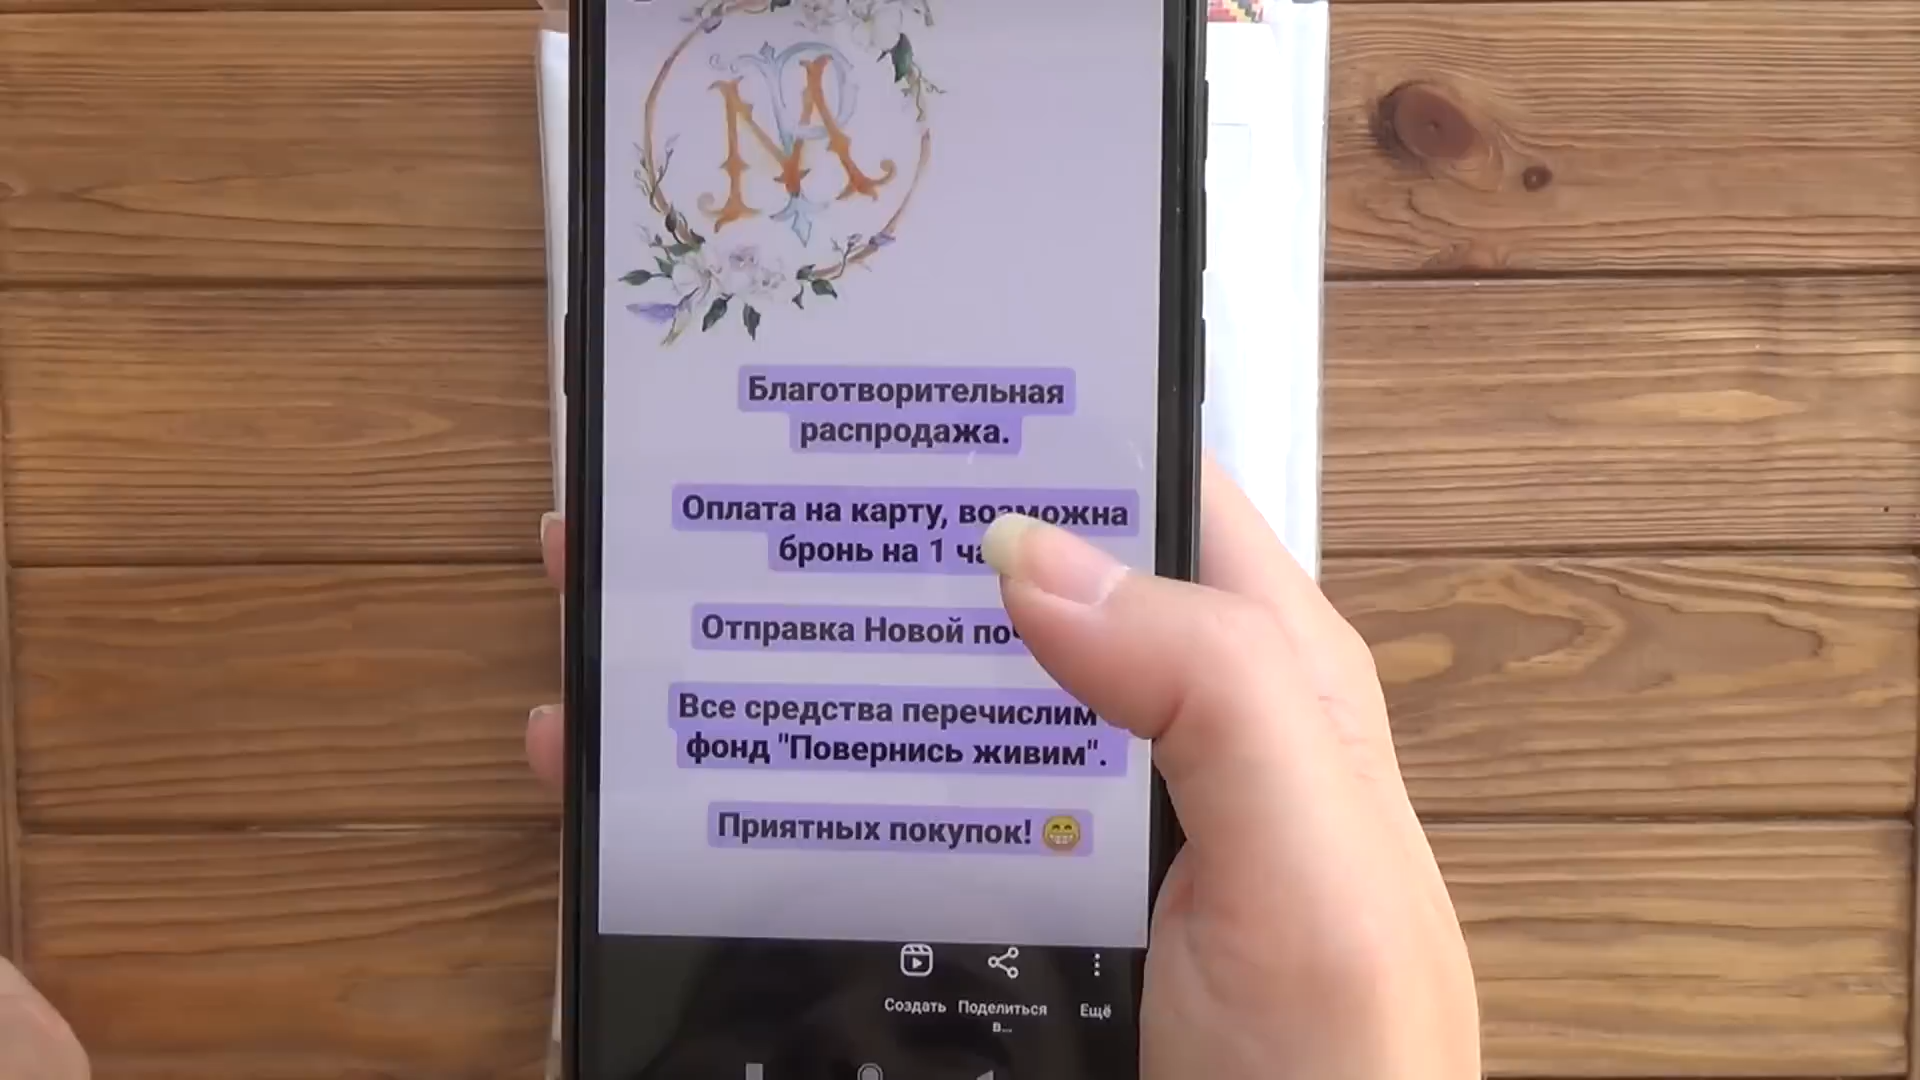 МР
Благотворительная
распродажа.
Оплата на карту, возможна
бронь на 1
Отправка Новой
Все средства перечислим
фонд "Повернись живим".
Приятных покупок! 😁
Создать
Поделиться
в...
Ещё